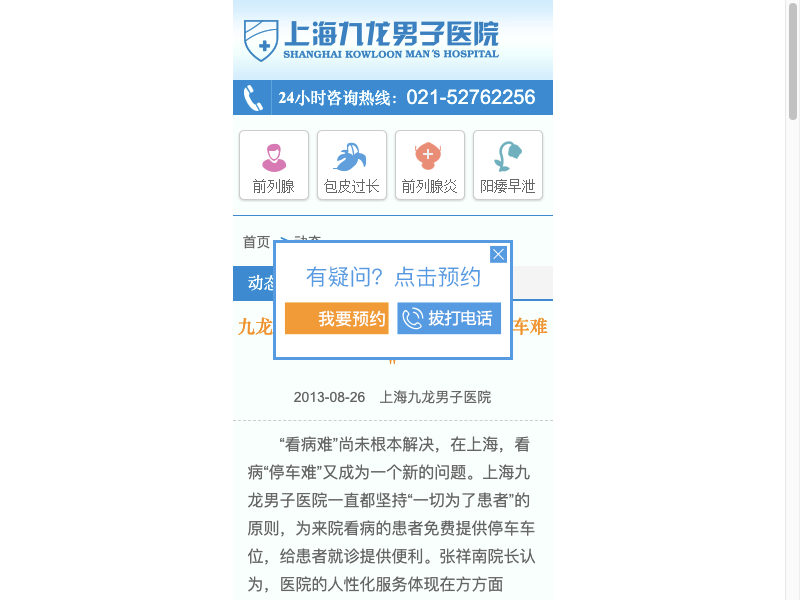 上海九龙男子医院
SHANGHAI KOWLOON MAN'S HOSPITAL
24小时咨询热线：021-52762256
前列腺
包皮过长
前列腺炎
阳痿早泄
首页 > 动态
动态
有疑问？点击预约
我要预约
拔打电话
九龙
车难
"
2013-08-26 上海九龙男子医院
“看病难”尚未根本解决，在上海，看
病“停车难”又成为一个新的问题。上海九
龙男子医院一直都坚持“一切为了患者”的
原则，为来院看病的患者免费提供停车车
位，给患者就诊提供便利。张祥南院长认
为，医院的人性化服务体现在方方面